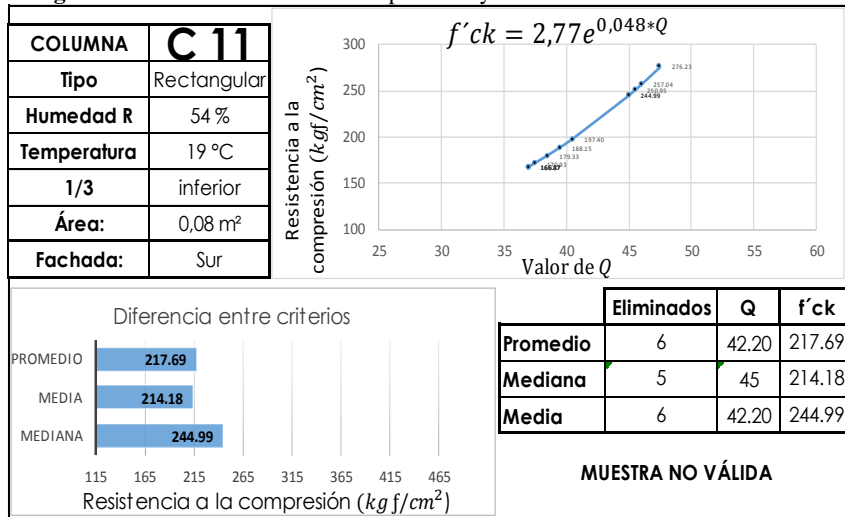 COLUMNA C 11
Tipo Rectangular
Humedad R 54 %
Temperatura 19 °C
1/3 inferior
Área: 0,08 m²
Fachada: Sur
f´ck = 2,77e^0,048*Q
Resistencia a la
compresión (kgf/cm²)
300
250
200
150
100
276.23
257.04
250.95
244.99
197.40
188.15
179.33
166.87
25 30 35 40 45 50 55 60
Valor de Q
Diferencia entre criterios
PROMEDIO 217.69
MEDIA 214.18
MEDIANA 244.99
115 165 215 265 315 365 415 465
Resistencia a la compresión (kg f/cm²)
Eliminados Q f´ck
Promedio 6 42.20 217.69
Mediana 5 45 214.18
Media 6 42.20 244.99
MUESTRA NO VÁLIDA